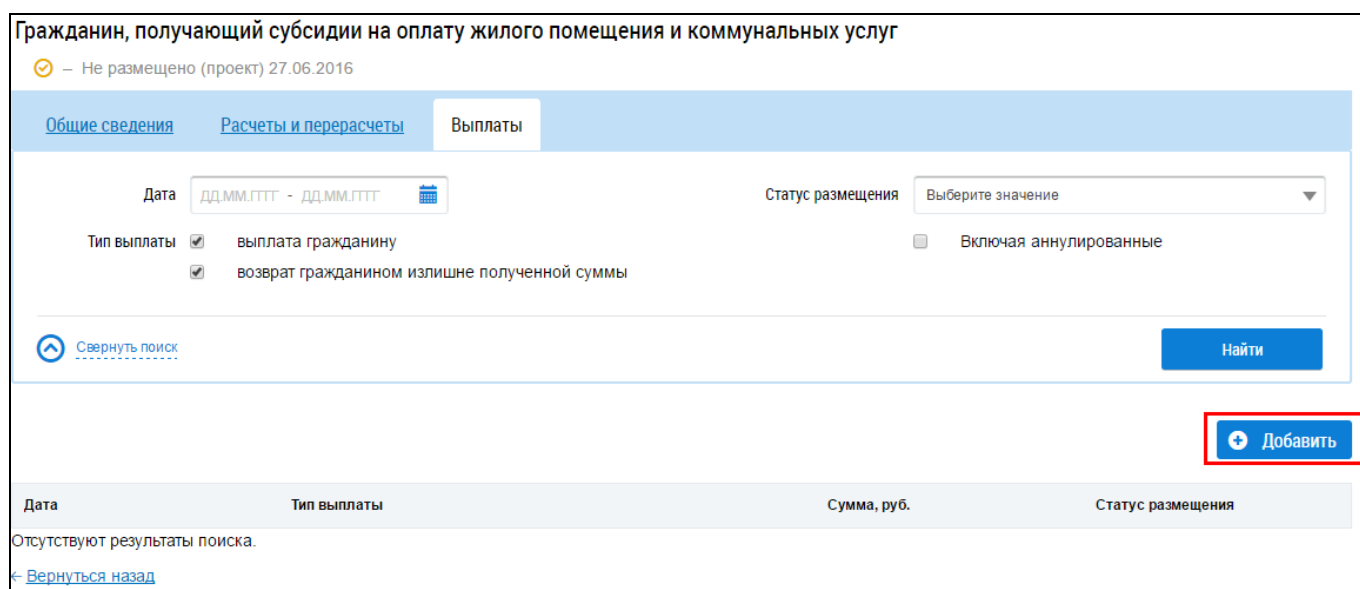 Гражданин, получающий субсидии на оплату жилого помещения и коммунальных услуг
– Не размещено (проект) 27.06.2016
Общие сведения Расчеты и перерасчеты Выплаты
Дата ДД.ММ.ГГГГ - ДД.ММ.ГГГГ Статус размещения Выберите значение
Тип выплаты выплата гражданину Включая аннулированные
возврат гражданином излишне полученной суммы
Свернуть поиск Найти
Добавить
Дата Тип выплаты Сумма, руб. Статус размещения
Отсутствуют результаты поиска.
← Вернуться назад